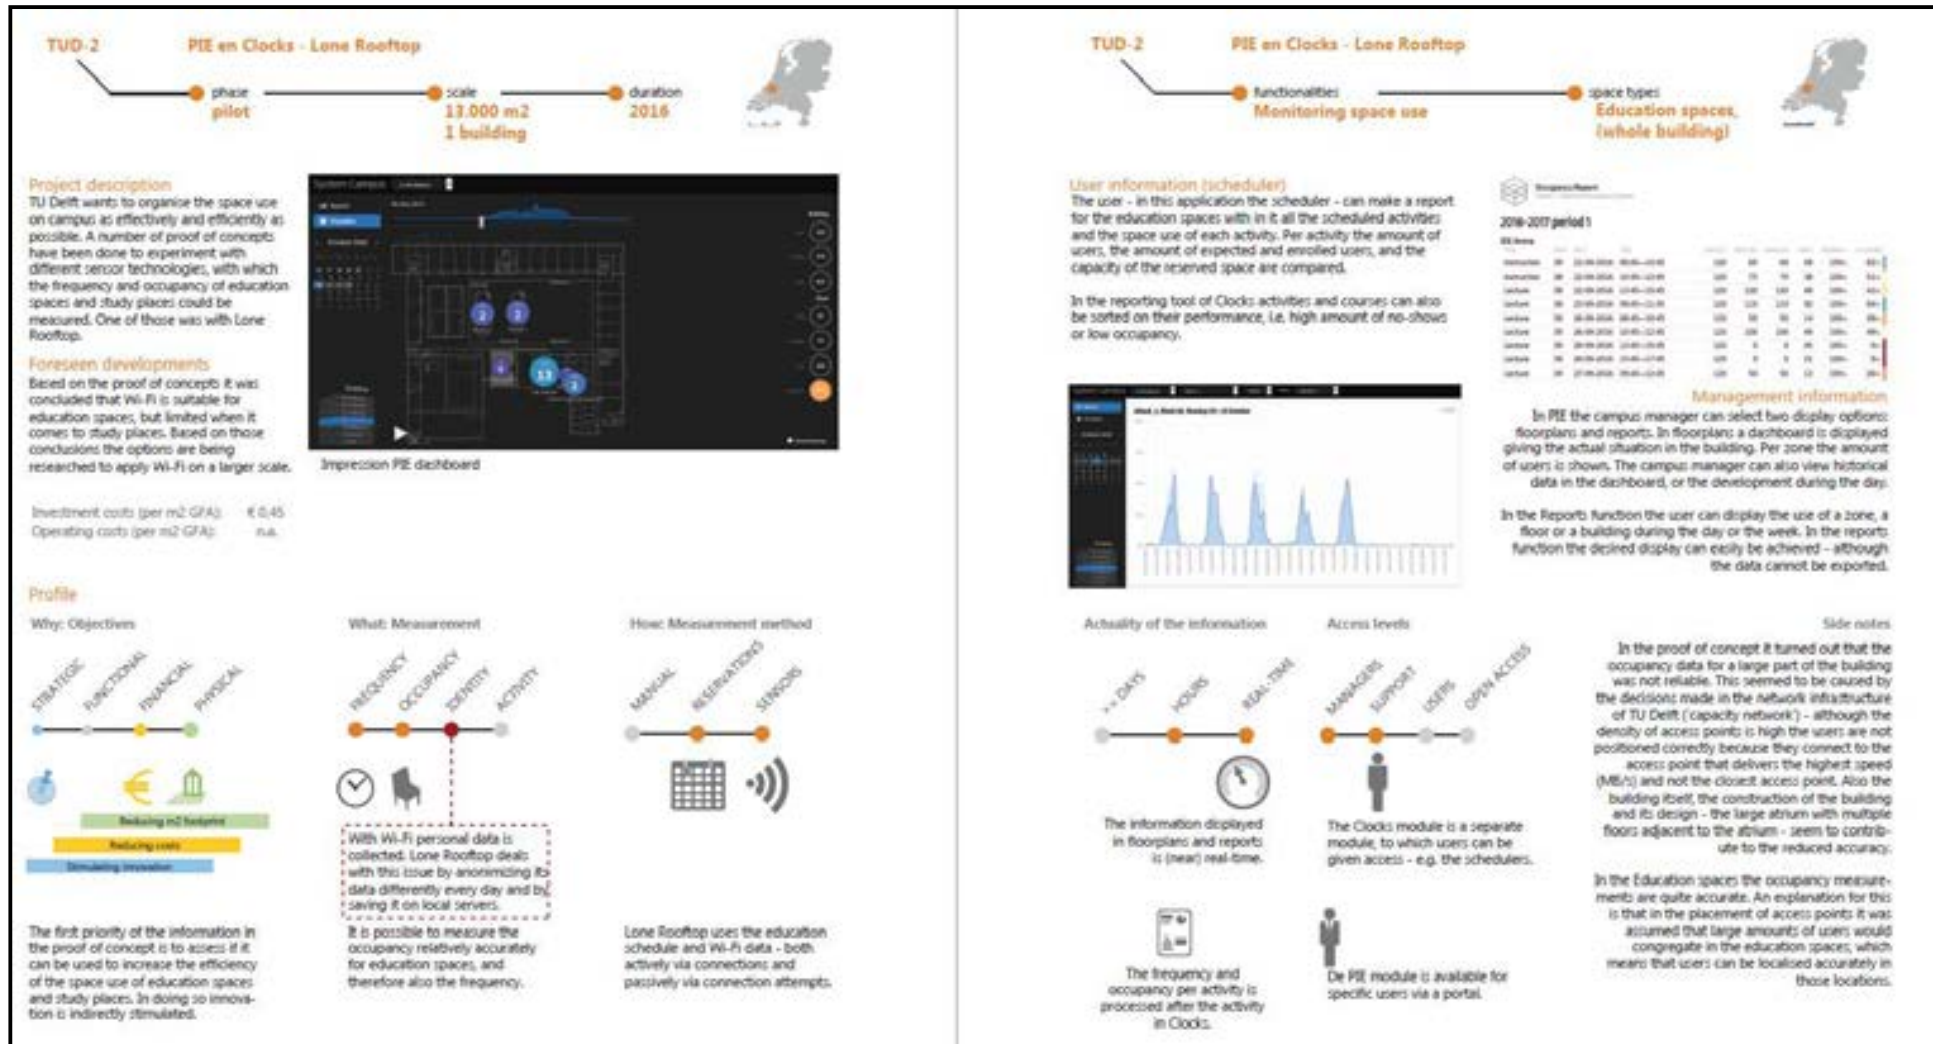 TUD-2
PIE en Clocks - Lone Rooftop
phase
pilot
scale
13.000 m2
1 building
duration
2016
Project description
TU Delft wants to organise the space use
on campus as effectively and efficiently as
possible. A number of proof of concepts
have been done to experiment with
different sensor technologies, with which
the frequency and occupancy of education
spaces and study places could be
measured. One of those was with Lone
Rooftop.
Foreseen developments
Based on the proof of concepts it was
concluded that Wi-Fi is suitable for
education spaces, but limited when it
comes to study places. Based on those
conclusions the options are being
researched to apply Wi-Fi on a larger scale.
Impression PIE dashboard
Investment costs (per m2 GFA): € 0,45
Operating costs (per m2 GFA): n.a.
Profile
Why: Objectives
STRATEGIC
FUNCTIONAL
FINANCIAL
PHYSICAL
Reducing m2 footprint
Reducing costs
Stimulating innovation
The first priority of the information in
the proof of concept is to assess if it
can be used to increase the efficiency
of the space use of education spaces
and study places. In doing so innova-
tion is indirectly stimulated.
What: Measurement
FREQUENCY
OCCUPANCY
IDENTITY
ACTIVITY
With Wi-Fi personal data is
collected. Lone Rooftop deals
with this issue by anonimizing its
data differently every day and by
saving it on local servers.
It is possible to measure the
occupancy relatively accurately
for education spaces, and
therefore also the frequency.
How: Measurement method
MANUAL
RESERVATIONS
SENSORS
Lone Rooftop uses the education
schedule and Wi-Fi data - both
actively via connections and
passively via connection attempts.
TUD-2
PIE en Clocks - Lone Rooftop
functionalities
Monitoring space use
space types
Education spaces,
(whole building)
User information (scheduler)
The user - in this application the scheduler - can make a report
for the education spaces with in it all the scheduled activities
and the space use of each activity. Per activity the amount of
users, the amount of expected and enrolled users, and the
capacity of the reserved space are compared.
In the reporting tool of Clocks activities and courses can also
be sorted on their performance, i.e. high amount of no-shows
or low occupancy.
Occupancy Report
2016-2017 period 1
Management information
In PIE the campus manager can select two display options:
floorplans and reports. In floorplans a dashboard is displayed
giving the actual situation in the building. Per zone the amount
of users is shown. The campus manager can also view historical
data in the dashboard, or the development during the day.
In the Reports function the user can display the use of a zone, a
floor or a building during the day or the week. In the reports
function the desired display can easily be achieved - although
the data cannot be exported.
Actuality of the information
>= DAYS
HOURS
REAL-TIME
The information displayed
in floorplans and reports
is (near) real-time.
The frequency and
occupancy per activity is
processed after the activity
in Clocks.
Access levels
MANAGERS
SUPPORT
USERS
OPEN ACCESS
The Clocks module is a separate
module, to which users can be
given access - e.g. the schedulers.
De PIE module is available for
specific users via a portal.
Side notes
In the proof of concept it turned out that the
occupancy data for a large part of the building
was not reliable. This seemed to be caused by
the decisions made in the network infrastructure
of TU Delft ('capacity network') - although the
density of access points is high the users are not
positioned correctly because they connect to the
access point that delivers the highest speed
(MB/s) and not the closest access point. Also the
building itself, the construction of the building
and its design - the large atrium with multiple
floors adjacent to the atrium - seem to contrib-
ute to the reduced accuracy.
In the Education spaces the occupancy measure-
ments are quite accurate. An explanation for this
is that in the placement of access points it was
assumed that large amounts of users would
congregate in the education spaces, which
means that users can be localised accurately in
those locations.